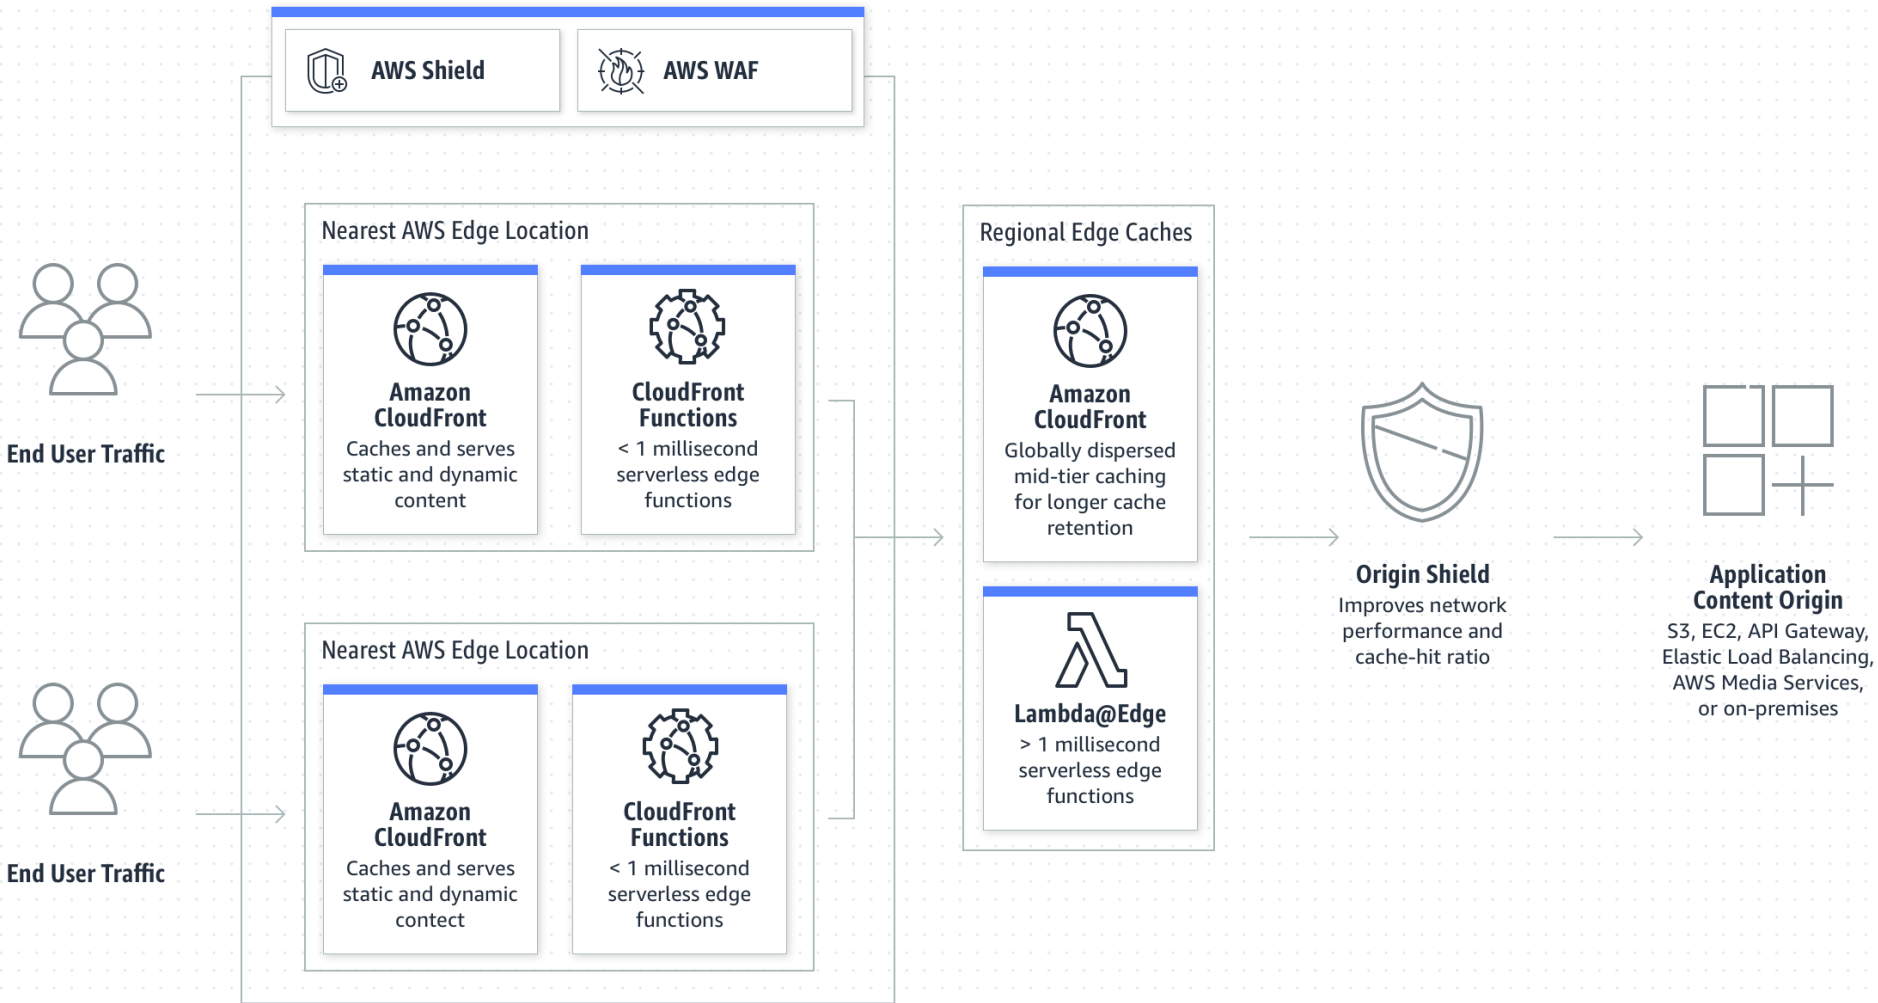 AWS Shield
AWS WAF
Nearest AWS Edge Location
Amazon
CloudFront
Caches and serves
static and dynamic
content
CloudFront
Functions
< 1 millisecond
serverless edge
functions
End User Traffic
Nearest AWS Edge Location
Amazon
CloudFront
Caches and serves
static and dynamic
contect
CloudFront
Functions
< 1 millisecond
serverless edge
functions
End User Traffic
Regional Edge Caches
Amazon
CloudFront
Globally dispersed
mid-tier caching
for longer cache
retention
Lambda@Edge
> 1 millisecond
serverless edge
functions
Origin Shield
Improves network
performance and
cache-hit ratio
Application
Content Origin
S3, EC2, API Gateway,
Elastic Load Balancing,
AWS Media Services,
or on-premises